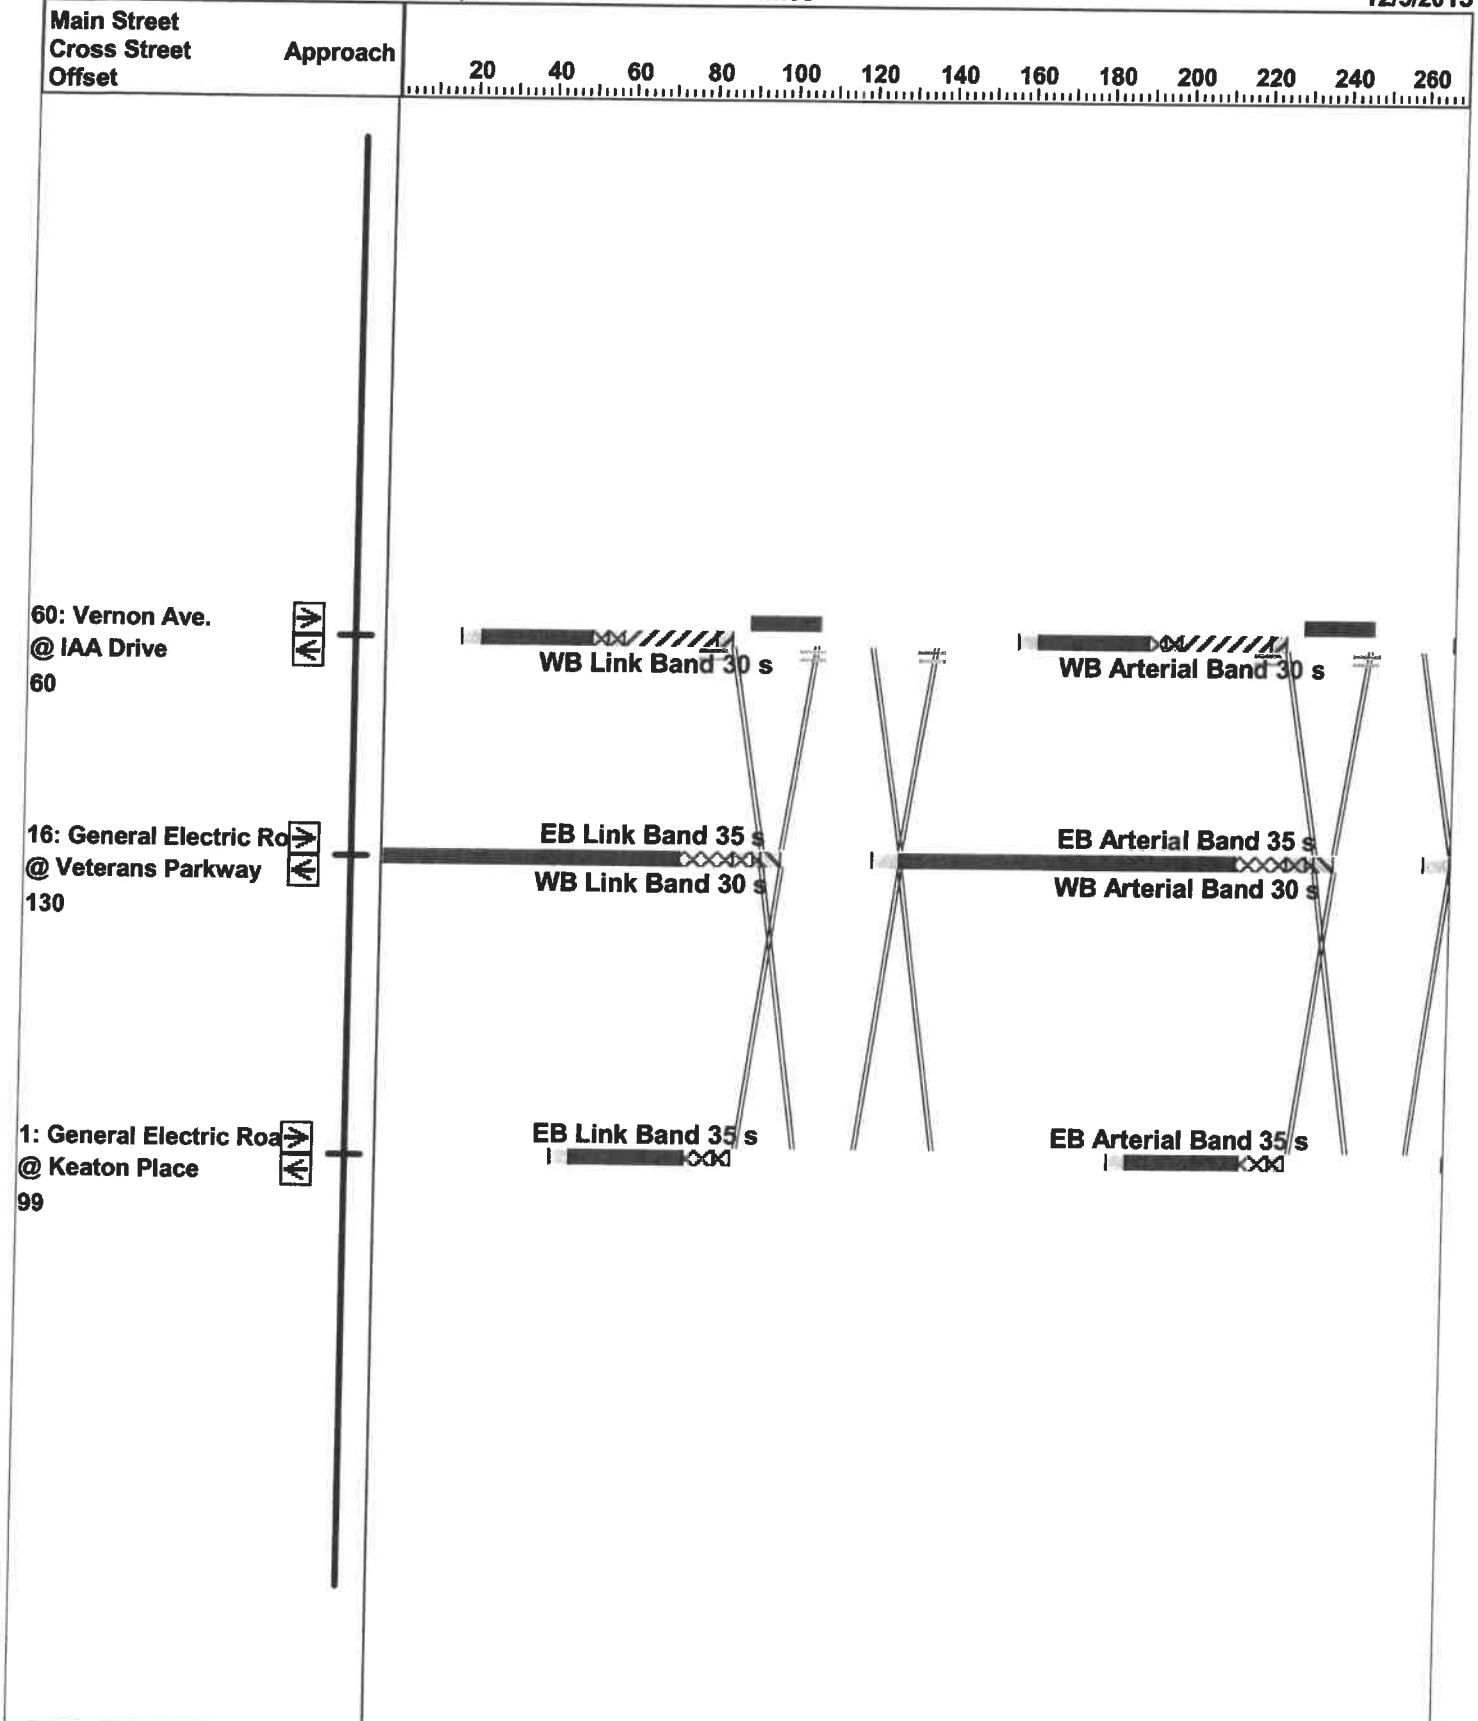 Main Street
Cross Street Approach
Offset 20 40 60 80 100 120 140 160 180 200 220 240 260
60: Vernon Ave.
@ IAA Drive
60
WB Link Band 30 s WB Arterial Band 30 s
16: General Electric Ro EB Link Band 35 s EB Arterial Band 35 s
@ Veterans Parkway WB Link Band 30 s WB Arterial Band 30 s
130
1: General Electric Roa EB Link Band 35 s EB Arterial Band 35 s
@ Keaton Place
99